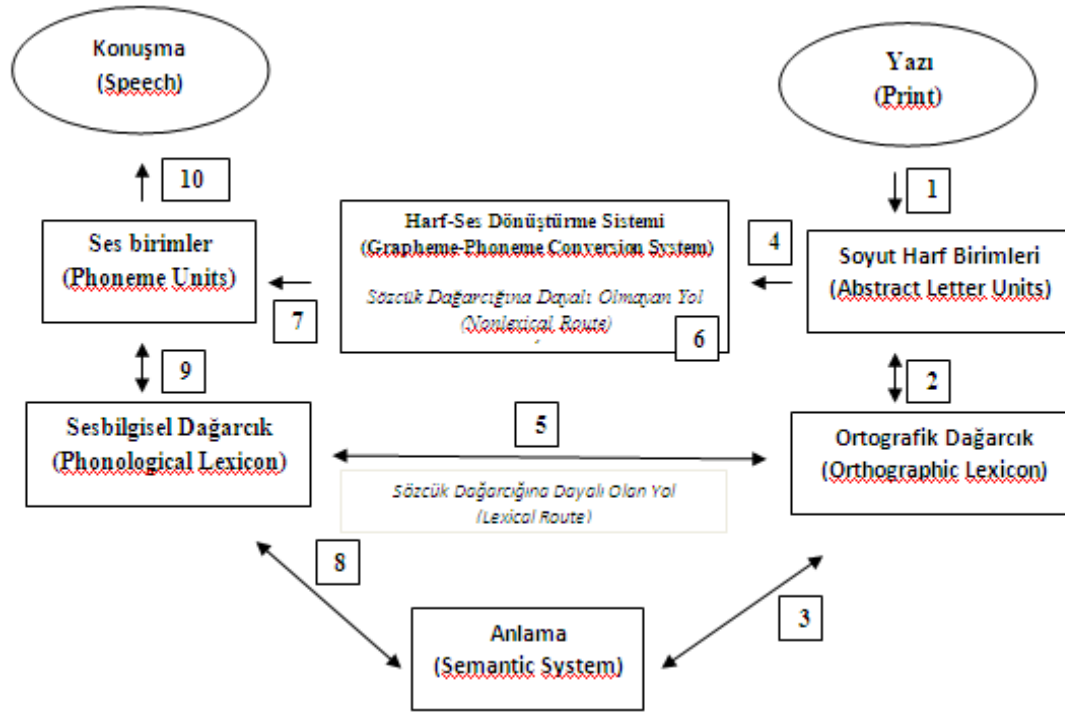 Konuşma
(Speech)
Yazı
(Print)
10
1
Ses birimler
(Phoneme Units)
Harf-Ses Dönüştürme Sistemi
(Grapheme-Phoneme Conversion System)
Sözcük Dağarcığına Dayalı Olmayan Yol
(Nonlexical Route)
6
4
Soyut Harf Birimleri
(Abstract Letter Units)
7
9
2
Sesbilgisel Dağarcık
(Phonological Lexicon)
5
Ortografik Dağarcık
(Orthographic Lexicon)
Sözcük Dağarcığına Dayalı Olan Yol
(Lexical Route)
8
3
Anlama
(Semantic System)